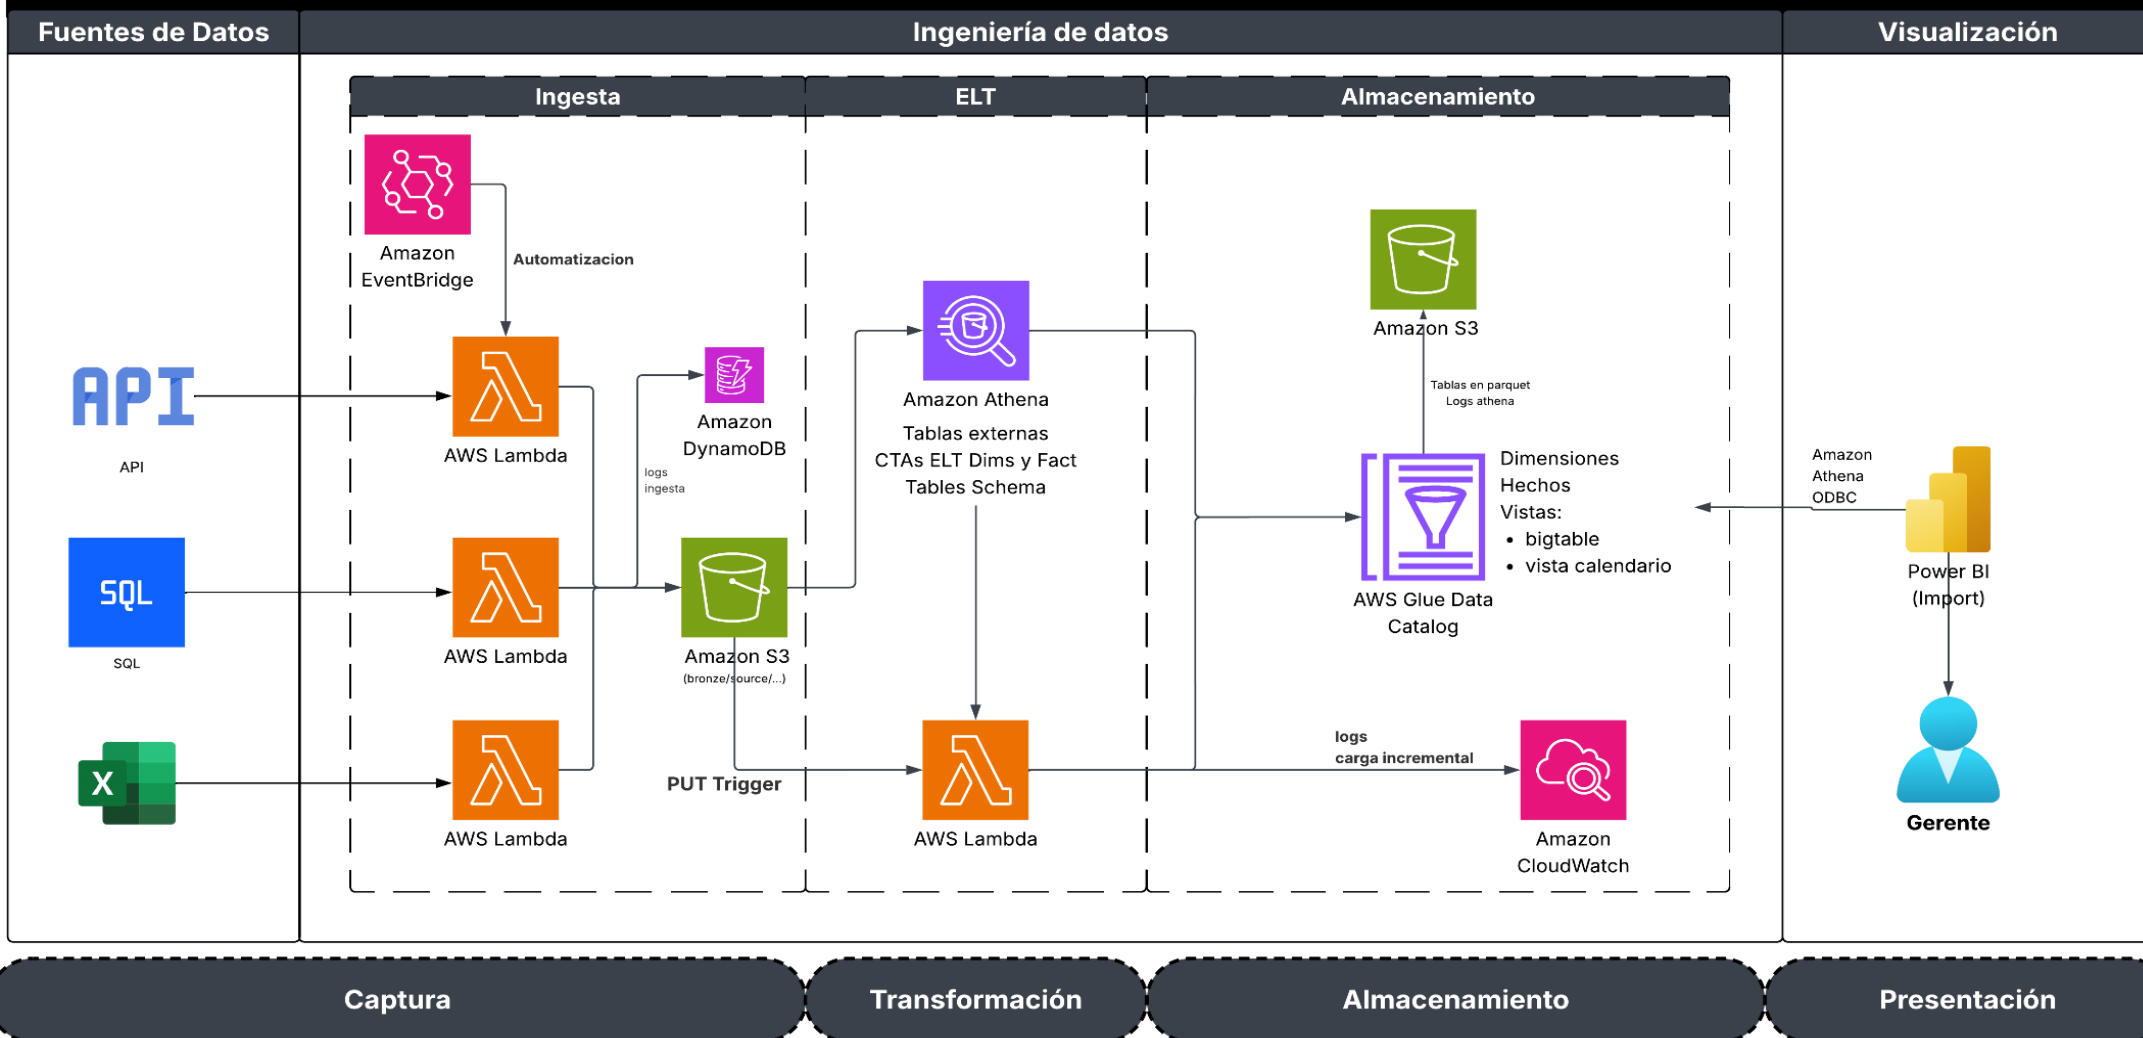 Fuentes de Datos
Ingeniería de datos
Visualización
Ingesta
ELT
Almacenamiento
Amazon
EventBridge
Automatizacion
API
API
AWS Lambda
Amazon
DynamoDB
logs
ingesta
SQL
SQL
AWS Lambda
Amazon S3
(bronze/source/...)
X
AWS Lambda
PUT Trigger
Amazon Athena
Tablas externas
CTAs ELT Dims y Fact
Tables Schema
AWS Lambda
Amazon S3
Tablas en parquet
Logs athena
Dimensiones
Hechos
Vistas:
• bigtable
• vista calendario
AWS Glue Data
Catalog
logs
carga incremental
Amazon
CloudWatch
Amazon
Athena
ODBC
Power BI
(Import)
Gerente
Captura
Transformación
Almacenamiento
Presentación